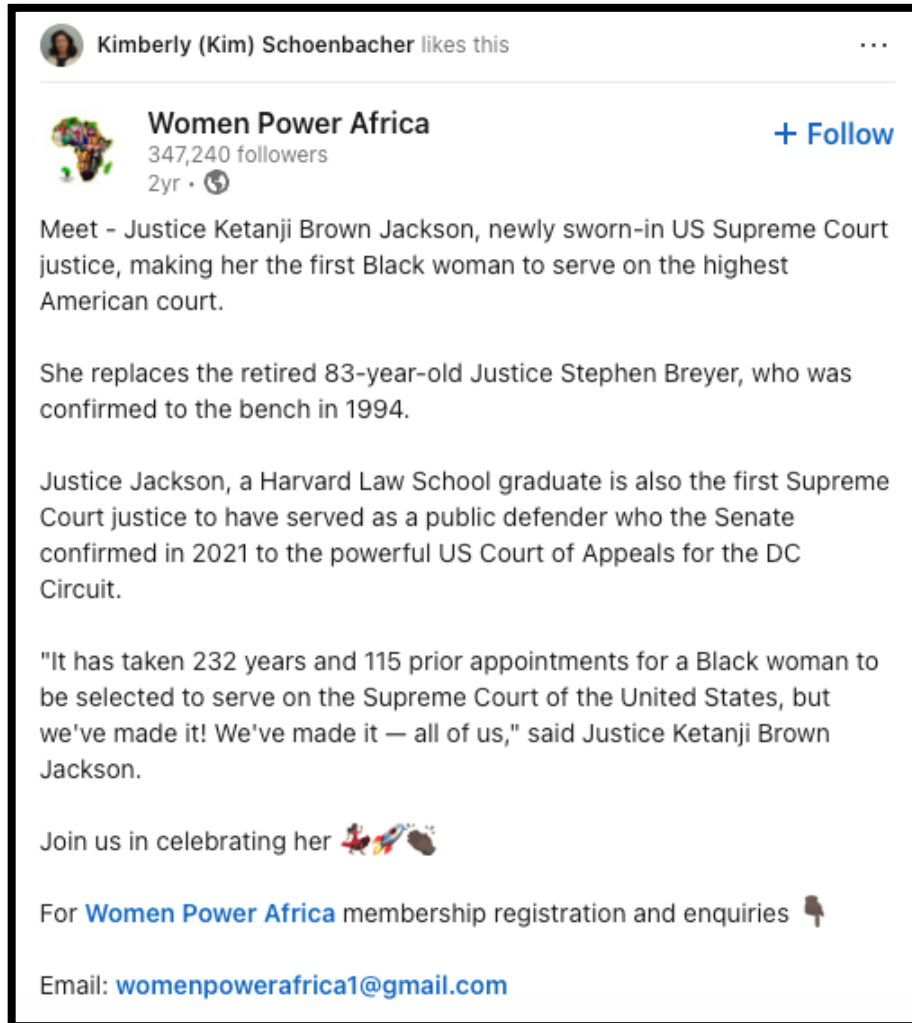 Kimberly (Kim) Schoenbacher likes this
Women Power Africa
347,240 followers
2yr •
+ Follow
Meet - Justice Ketanji Brown Jackson, newly sworn-in US Supreme Court
justice, making her the first Black woman to serve on the highest
American court.
She replaces the retired 83-year-old Justice Stephen Breyer, who was
confirmed to the bench in 1994.
Justice Jackson, a Harvard Law School graduate is also the first Supreme
Court justice to have served as a public defender who the Senate
confirmed in 2021 to the powerful US Court of Appeals for the DC
Circuit.
"It has taken 232 years and 115 prior appointments for a Black woman to
be selected to serve on the Supreme Court of the United States, but
we've made it! We've made it — all of us," said Justice Ketanji Brown
Jackson.
Join us in celebrating her 💃🏿🚀👏🏿
For Women Power Africa membership registration and enquiries 👇🏿
Email: womenpowerafrica1@gmail.com